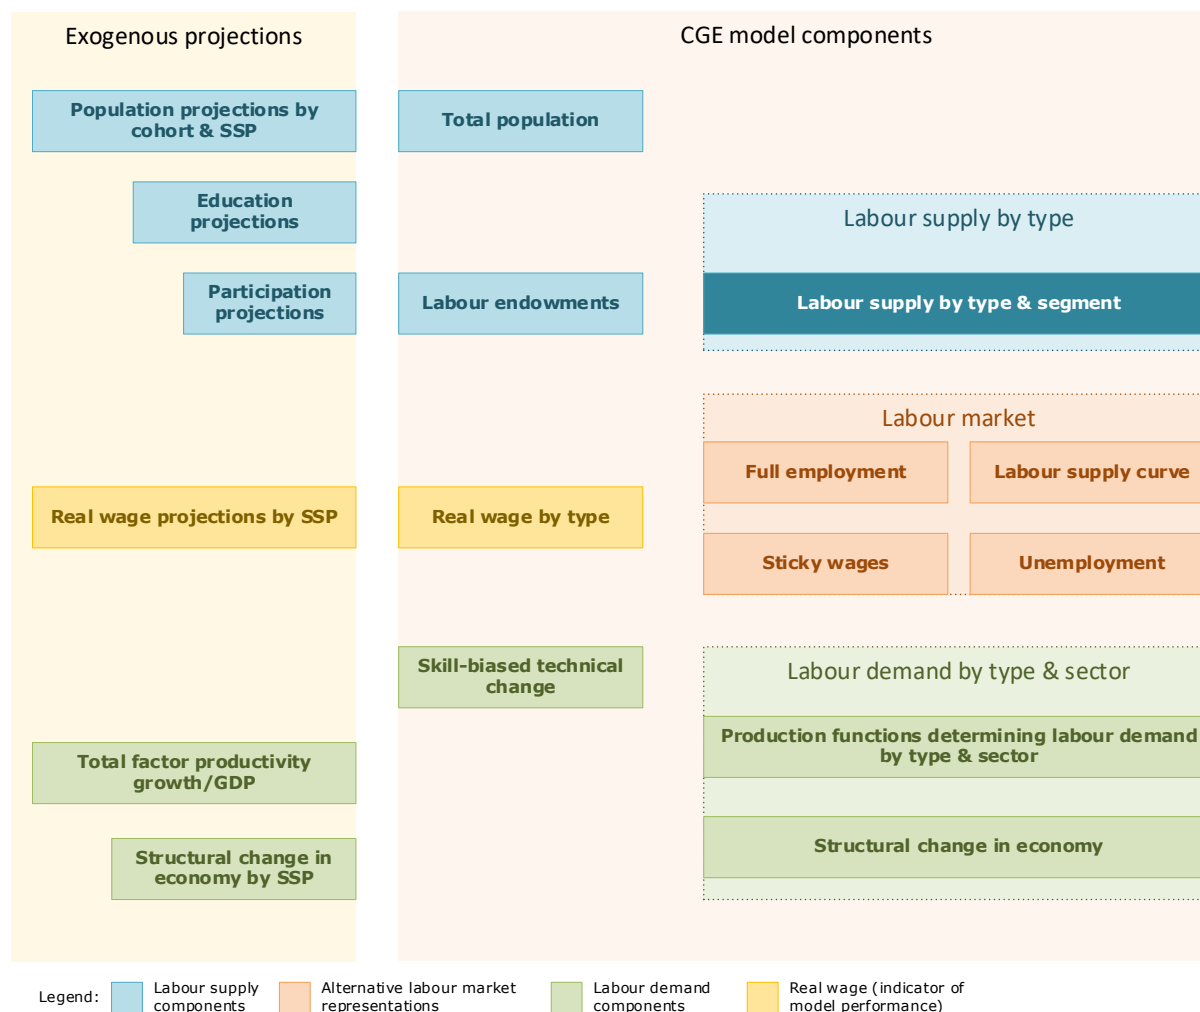 Exogenous projections
CGE model components
Population projections by
cohort & SSP
Total population
Education
projections
Labour supply by type
Participation
projections
Labour endowments
Labour supply by type & segment
Labour market
Full employment
Labour supply curve
Real wage projections by SSP
Real wage by type
Sticky wages
Unemployment
Skill-biased technical
change
Labour demand by type & sector
Production functions determining labour demand
by type & sector
Total factor productivity
growth/GDP
Structural change in
economy by SSP
Structural change in economy
Legend:
Labour supply
components
Alternative labour market
representations
Labour demand
components
Real wage (indicator of
model performance)